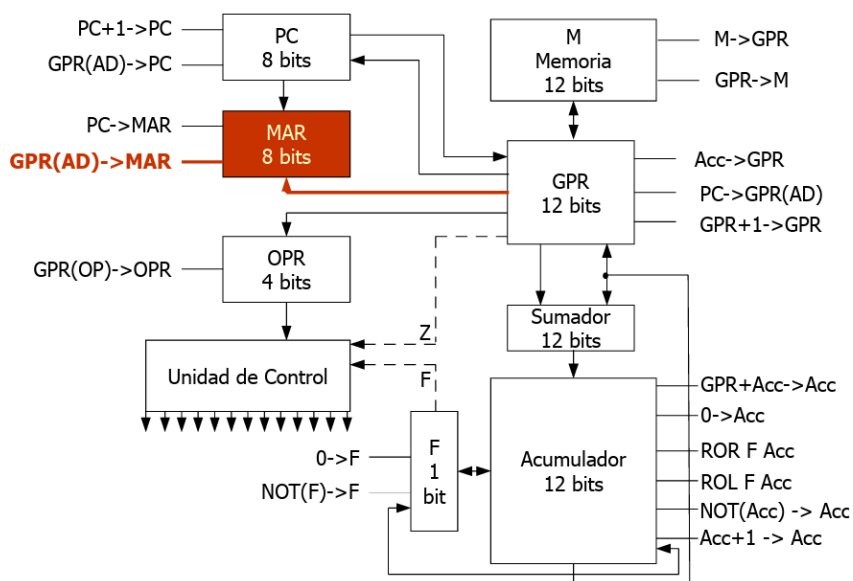 PC+1->PC
GPR(AD)->PC
PC
8 bits
M
Memoria
12 bits
M->GPR
GPR->M
PC->MAR
GPR(AD)->MAR
MAR
8 bits
GPR
12 bits
Acc->GPR
PC->GPR(AD)
GPR+1->GPR
GPR(OP)->OPR
OPR
4 bits
Sumador
12 bits
Z
F
Unidad de Control
0->F
NOT(F)->F
F
1
bit
Acumulador
12 bits
GPR+Acc->Acc
0->Acc
ROR F Acc
ROL F Acc
NOT(Acc) -> Acc
Acc+1 -> Acc